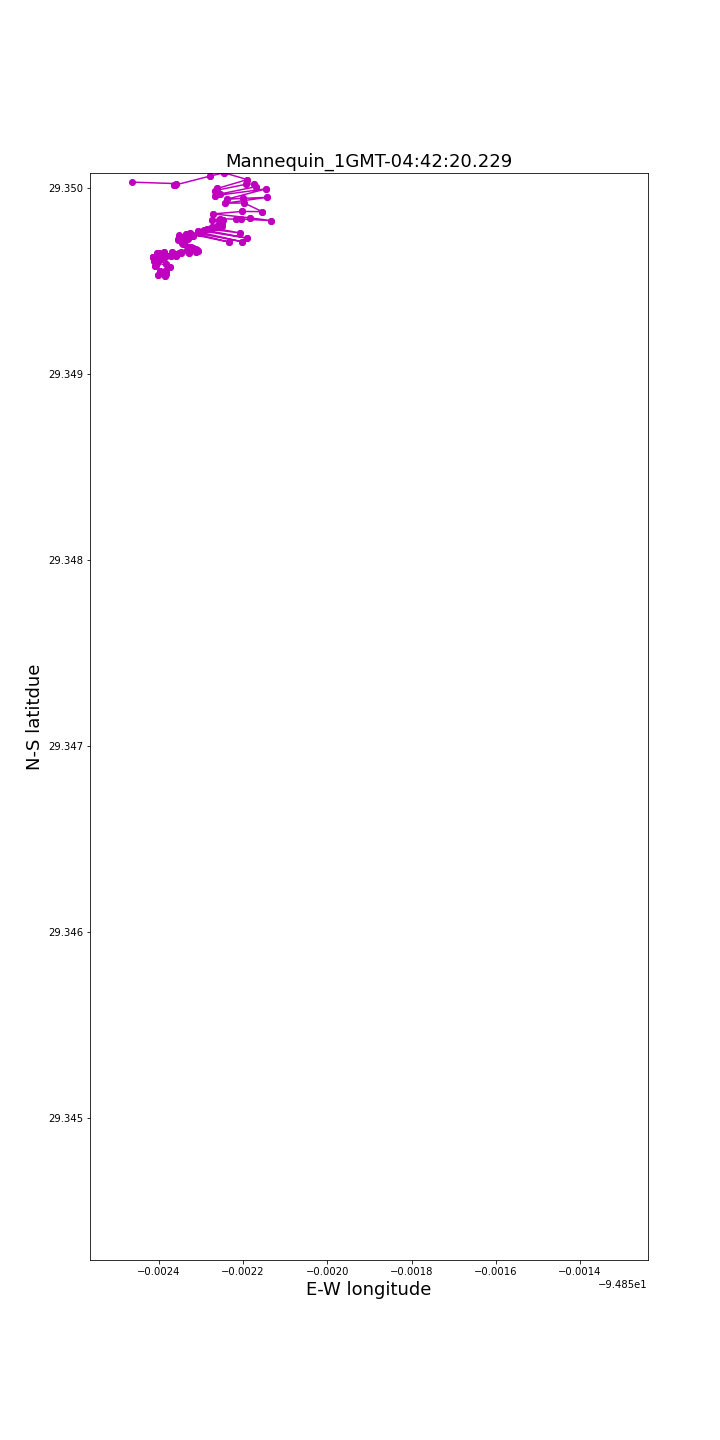 Mannequin_1GMT-04:42:20.229
29.350
29.349
29.348
29.347
29.346
29.345
N-S latitdue
−0.0024 −0.0022 −0.0020 −0.0018 −0.0016 −0.0014
−9.485e1
E-W longitude